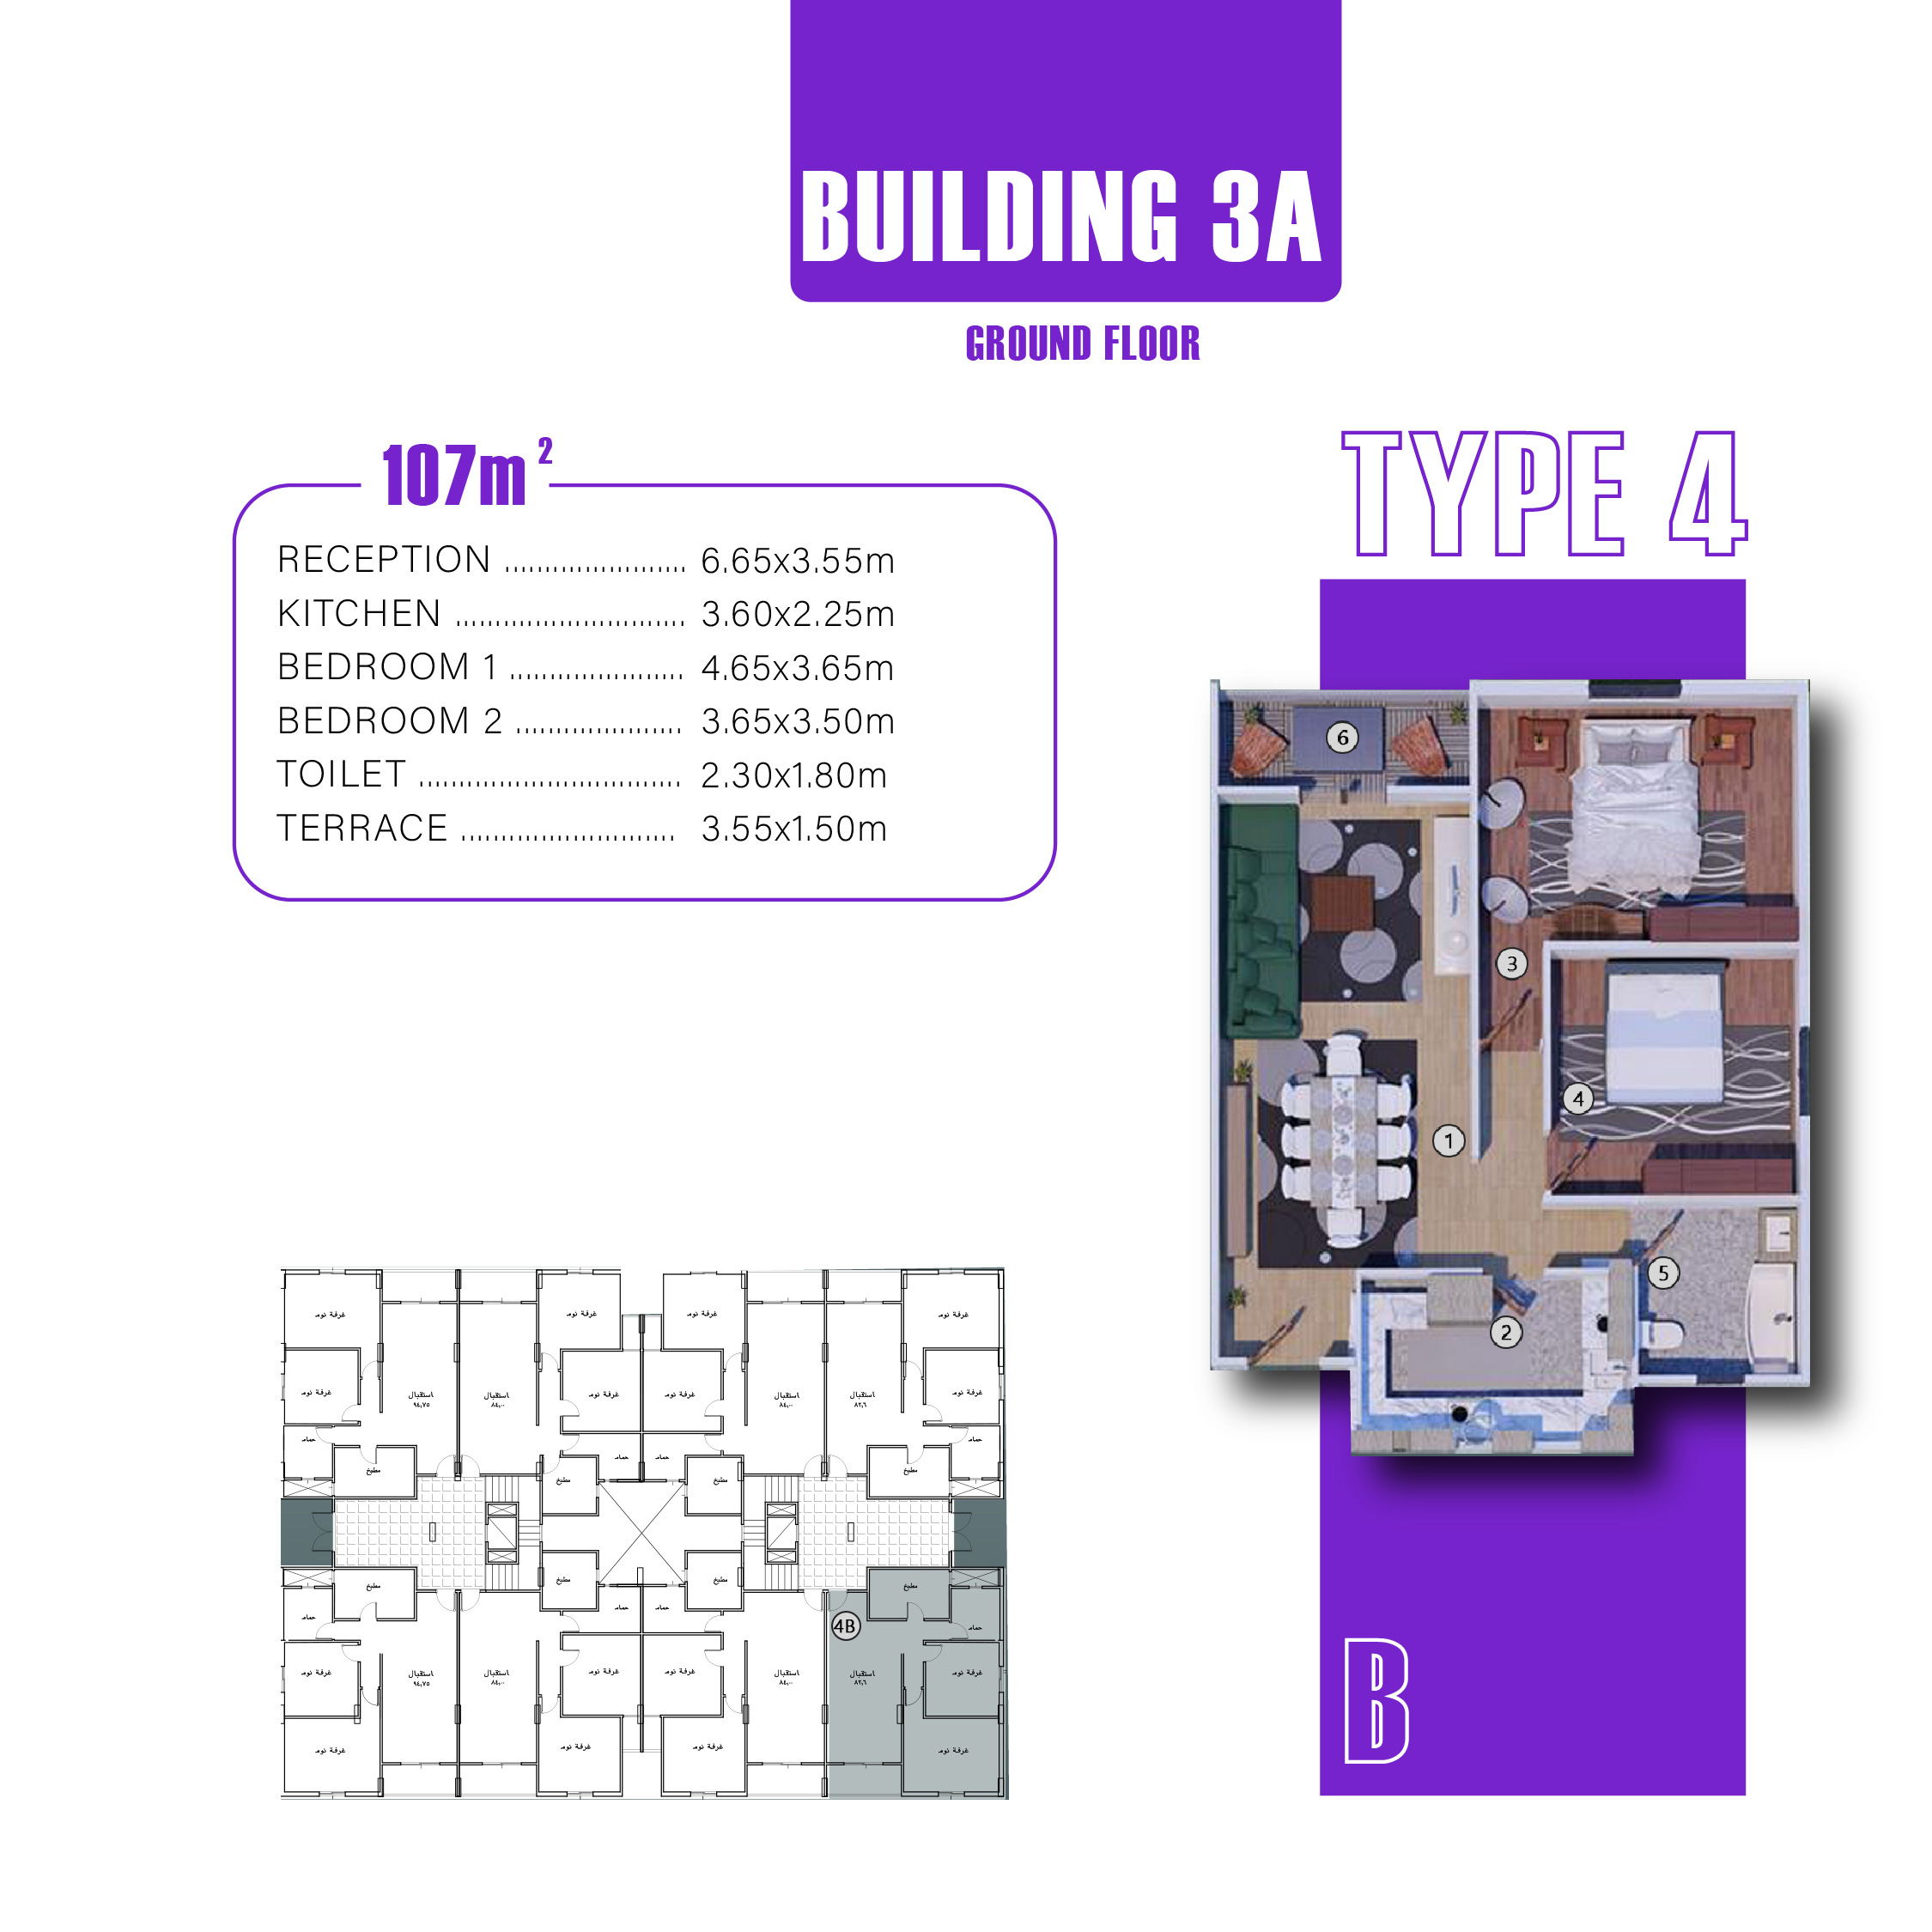 BUILDING 3A
GROUND FLOOR
107m²
RECEPTION ....................... 6.65x3.55m
KITCHEN ............................. 3.60x2.25m
BEDROOM 1 ...................... 4.65x3.65m
BEDROOM 2 ..................... 3.65x3.50m
TOILET ................................. 2.30x1.80m
TERRACE ........................... 3.55x1.50m
TYPE 4
6
3
4
1
5
2
B
غرفة نوم
غرفة نوم
غرفة نوم
غرفة نوم
غرفة نوم
غرفة نوم
غرفة نوم
غرفة نوم
استقبال
٩٤,٧٥
استقبال
٨٤,٠٠
استقبال
٨٤,٠٠
استقبال
٨٢,٦
حمام
حمام
حمام
حمام
مطبخ
مطبخ
مطبخ
مطبخ
مطبخ
مطبخ
مطبخ
مطبخ
حمام
حمام
حمام
حمام
4B
غرفة نوم
غرفة نوم
غرفة نوم
غرفة نوم
استقبال
٩٤,٧٥
استقبال
٨٤,٠٠
استقبال
٨٤,٠٠
استقبال
٨٢,٦
غرفة نوم
غرفة نوم
غرفة نوم
غرفة نوم